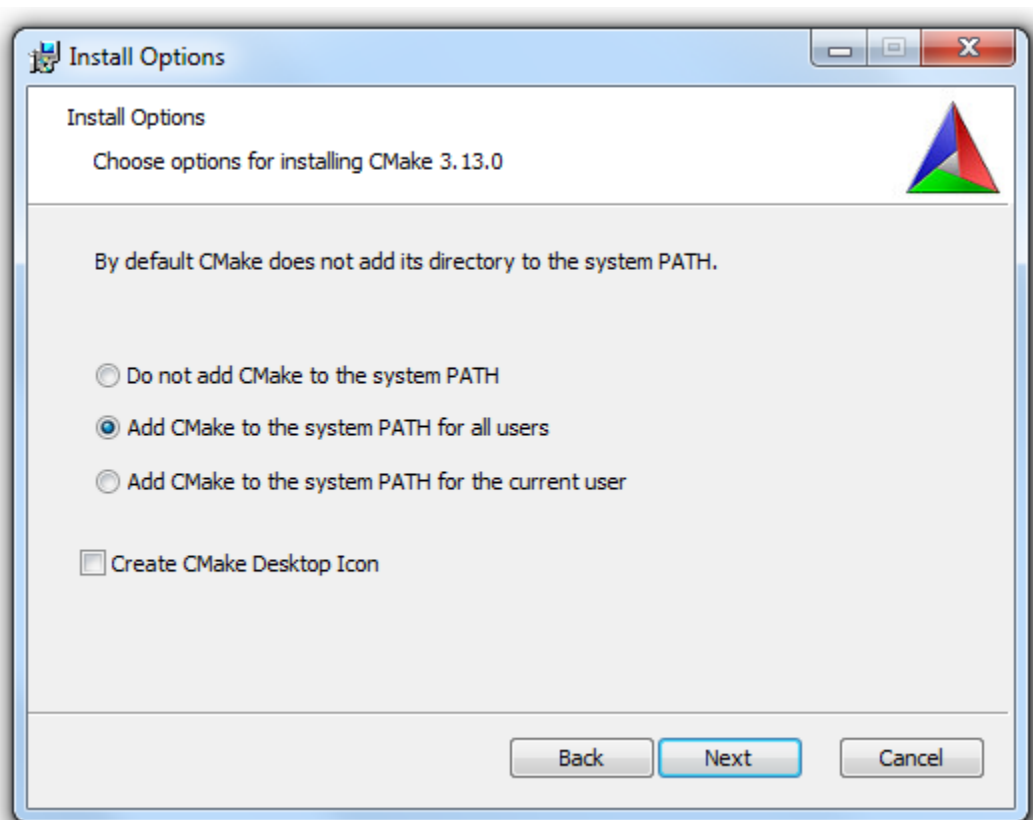 Install Options
Install Options
Choose options for installing CMake 3.13.0
By default CMake does not add its directory to the system PATH.
Do not add CMake to the system PATH
Add CMake to the system PATH for all users
Add CMake to the system PATH for the current user
Create CMake Desktop Icon
Back Next Cancel